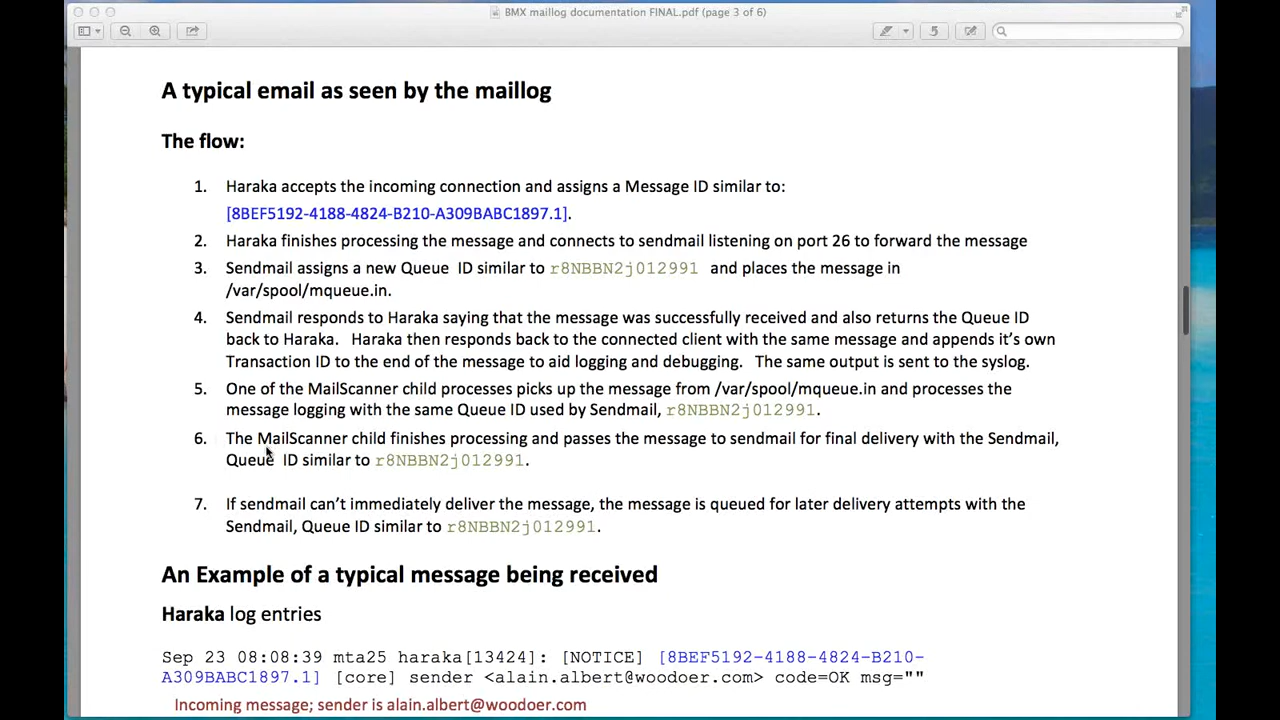 BMX maillog documentation FINAL.pdf (page 3 of 6)
A typical email as seen by the maillog
The flow:
1. Haraka accepts the incoming connection and assigns a Message ID similar to:
[8BEF5192-4188-4824-B210-A309BABC1897.1].
2. Haraka finishes processing the message and connects to sendmail listening on port 26 to forward the message
3. Sendmail assigns a new Queue ID similar to r8NBBN2j012991 and places the message in
/var/spool/mqueue.in.
4. Sendmail responds to Haraka saying that the message was successfully received and also returns the Queue ID
back to Haraka. Haraka then responds back to the connected client with the same message and appends it’s own
Transaction ID to the end of the message to aid logging and debugging. The same output is sent to the syslog.
5. One of the MailScanner child processes picks up the message from /var/spool/mqueue.in and processes the
message logging with the same Queue ID used by Sendmail, r8NBBN2j012991.
6. The MailScanner child finishes processing and passes the message to sendmail for final delivery with the Sendmail,
Queue ID similar to r8NBBN2j012991.
7. If sendmail can’t immediately deliver the message, the message is queued for later delivery attempts with the
Sendmail, Queue ID similar to r8NBBN2j012991.
An Example of a typical message being received
Haraka log entries
Sep 23 08:08:39 mta25 haraka[13424]: [NOTICE] [8BEF5192-4188-4824-B210-
A309BABC1897.1] [core] sender <alain.albert@woodoer.com> code=OK msg=""
Incoming message; sender is alain.albert@woodoer.com